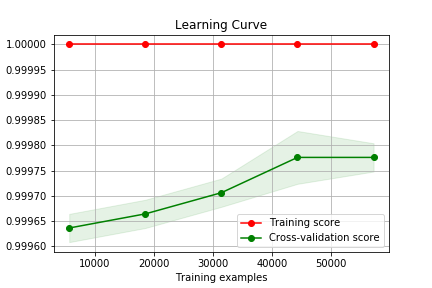 Learning Curve
1.00000
0.99995
0.99990
0.99985
0.99980
0.99975
0.99970
0.99965
0.99960
Training score
Cross-validation score
10000 20000 30000 40000 50000
Training examples